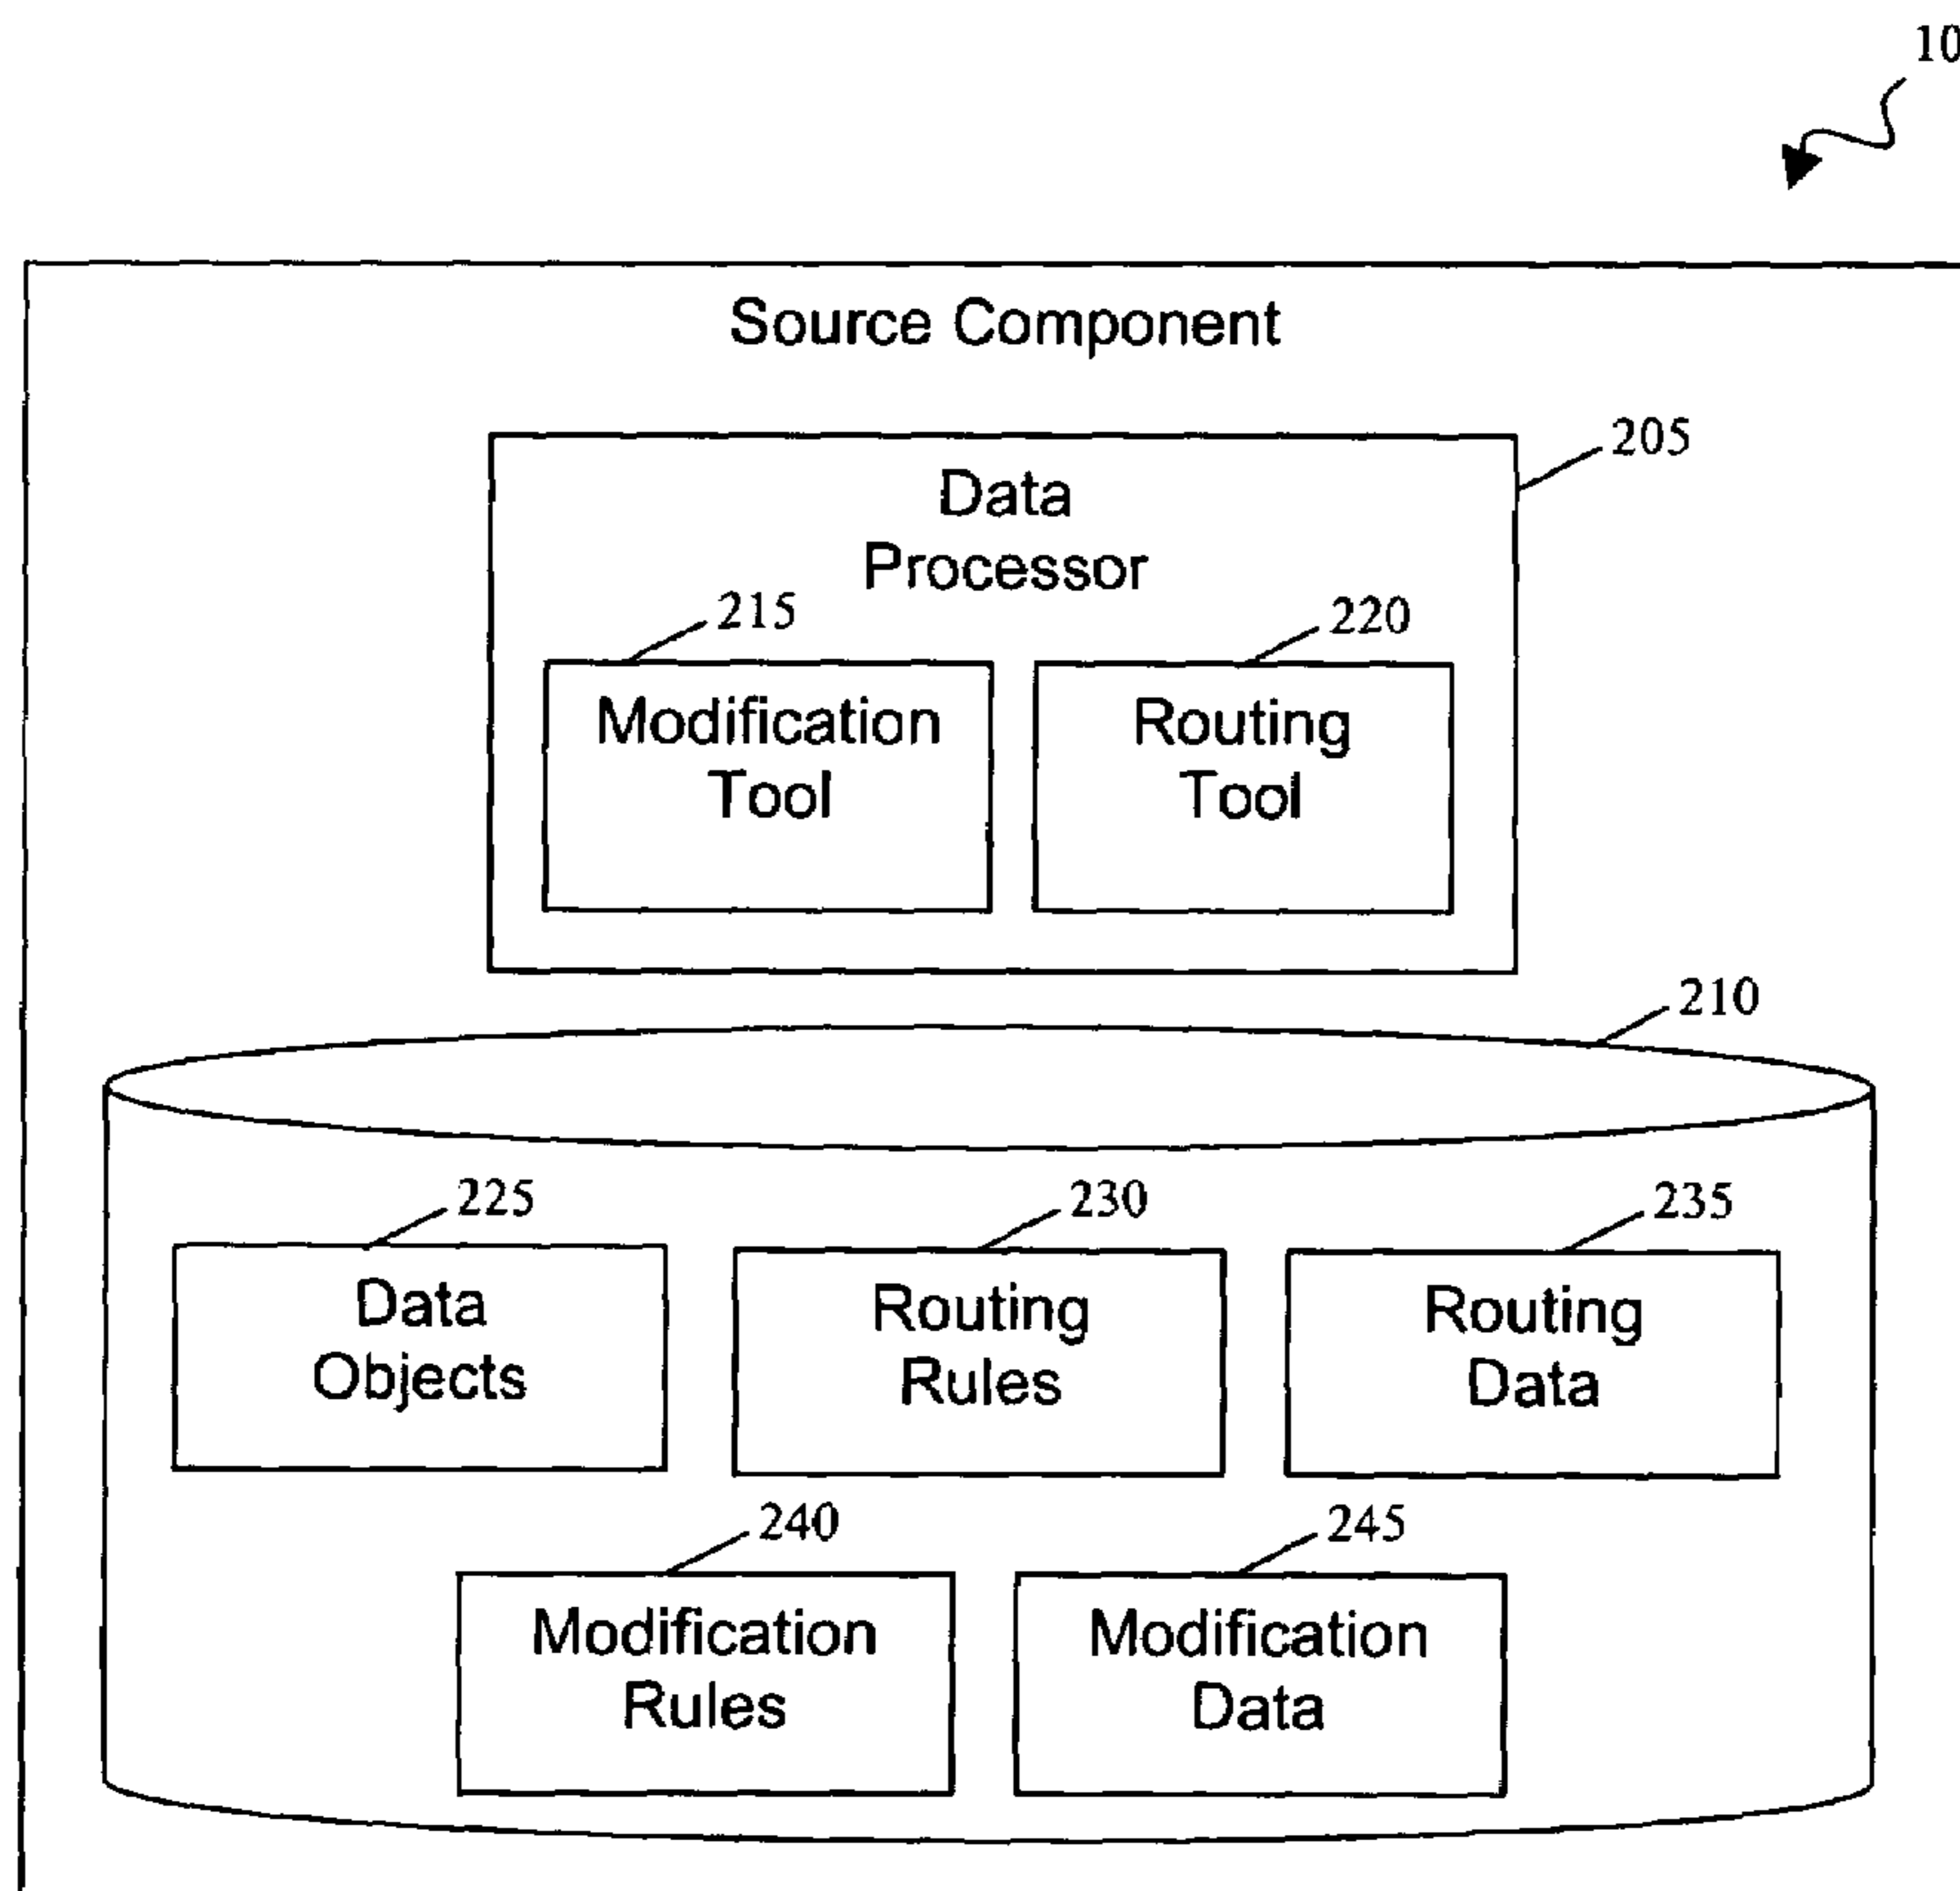 10
Source Component
205
Data
Processor
215
220
Modification
Tool
Routing
Tool
210
225
230
235
Data
Objects
Routing
Rules
Routing
Data
240
245
Modification
Rules
Modification
Data